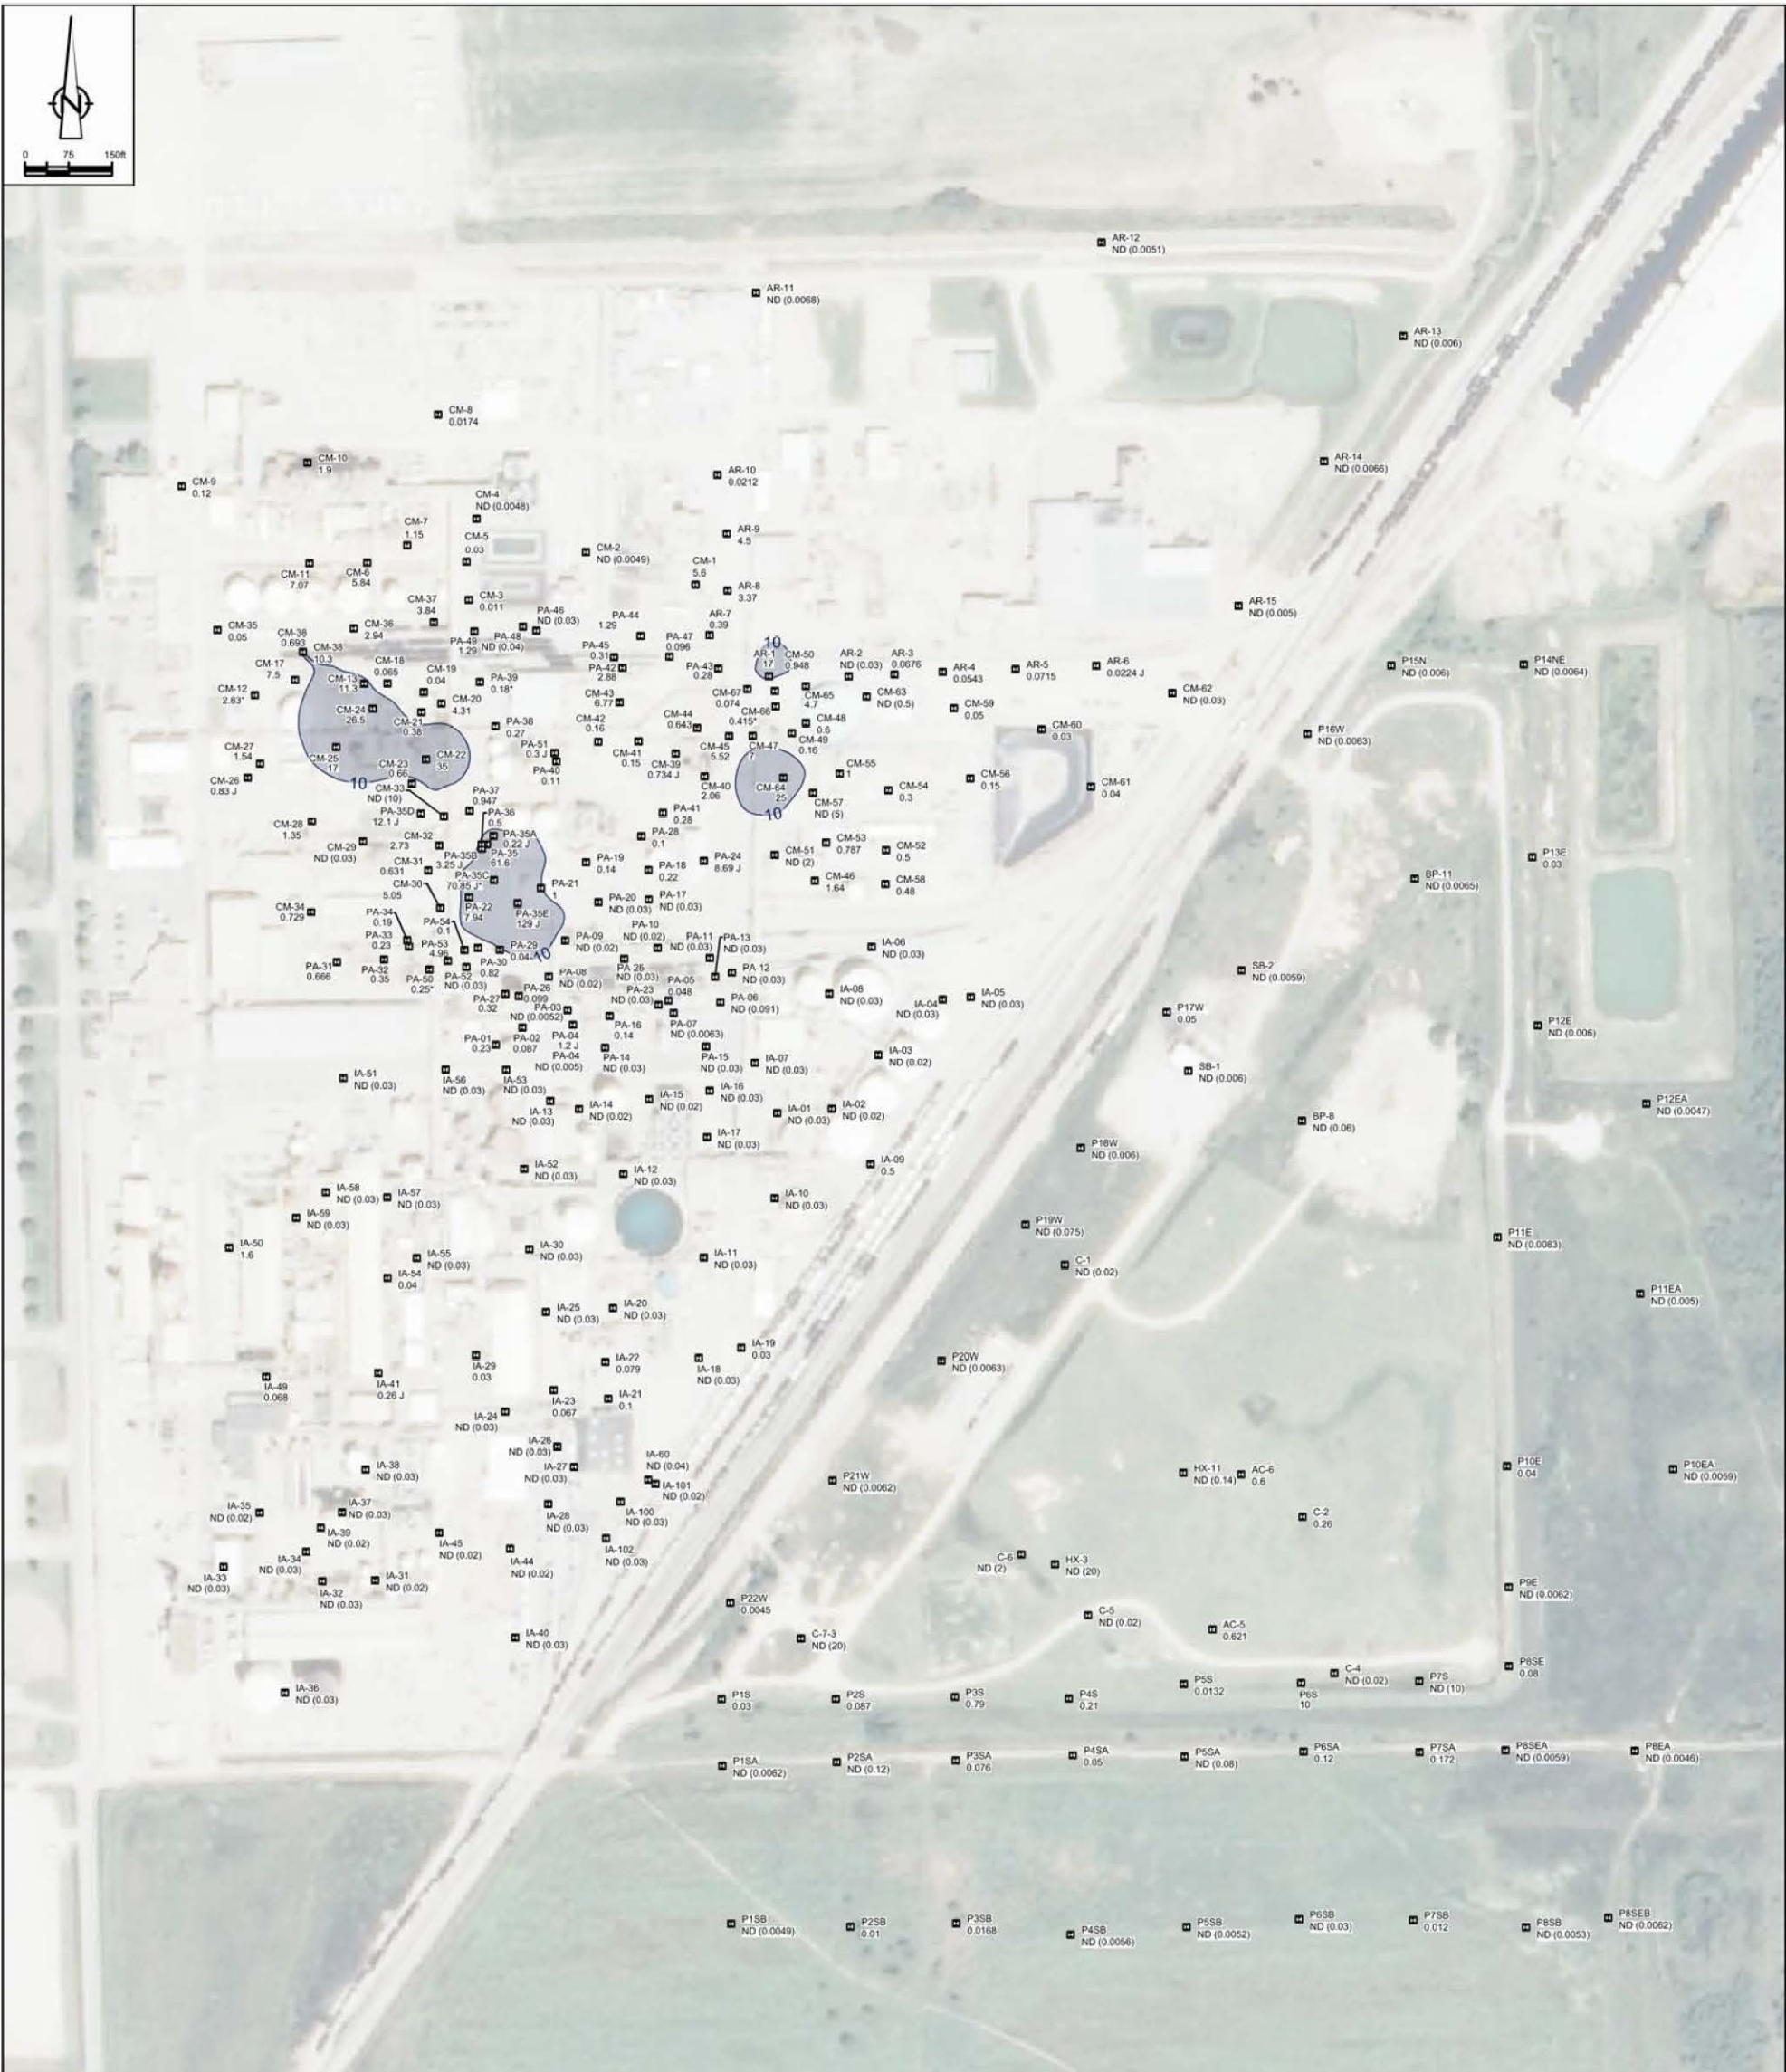 N
0 75 150ft
AR-12
ND (0.0051)
AR-11
ND (0.0068)
AR-13
ND (0.006)
CM-8
0.0174
CM-10
1.9
AR-14
ND (0.0066)
CM-9
0.12
AR-10
0.0212
CM-4
ND (0.0048)
CM-7
1.15
CM-5
0.03
AR-9
4.5
CM-2
ND (0.0049)
CM-1
5.6
CM-11
7.07
CM-6
5.84
AR-8
3.37
CM-3
0.011
CM-37
3.84
AR-15
ND (0.005)
CM-35
0.05
CM-36
2.94
PA-46
ND (0.03)
PA-44
1.29
AR-7
0.39
CM-38
0.693
PA-49
1.29
PA-48
ND (0.04)
PA-47
0.096
10
CM-38
10.3
PA-45
0.31
AR-1
17
CM-50
0.948
AR-2
ND (0.03)
AR-3
0.0676
CM-17
7.5
CM-18
0.065
PA-42
2.88
PA-43
0.28
AR-4
0.0543
AR-5
0.0715
AR-6
0.0224 J
P15N
ND (0.006)
P14NE
ND (0.0064)
CM-13
11.3
CM-19
0.04
PA-39
0.18*
CM-12
2.83*
CM-20
4.31
CM-43
6.77
CM-67
0.074
CM-65
4.7
CM-63
ND (0.5)
CM-62
ND (0.03)
CM-24
26.5
CM-21
0.38
CM-66
0.415*
CM-59
0.05
PA-38
0.27
CM-42
0.16
CM-44
0.643
CM-48
0.6
CM-60
0.03
P16W
ND (0.0063)
CM-49
0.16
CM-27
1.54
CM-25
17
CM-23
0.66
CM-22
35
PA-51
0.3 J
CM-41
0.15
CM-45
5.52
CM-47
7
CM-39
0.734 J
CM-26
0.83 J
10
PA-40
0.11
CM-55
1
CM-56
0.15
CM-33
ND (10)
CM-40
2.06
CM-64
25
CM-54
0.3
CM-61
0.04
PA-37
0.947
CM-57
ND (5)
10
PA-35D
12.1 J
PA-36
0.5
PA-41
0.28
CM-28
1.35
CM-29
ND (0.03)
CM-32
2.73
PA-35A
0.22 J
PA-28
0.1
CM-53
0.787
CM-52
0.5
PA-35B
3.25 J
PA-35
61.6
CM-51
ND (2)
P13E
0.03
CM-31
0.631
PA-19
0.14
PA-18
0.22
PA-24
8.69 J
PA-35C
70.85 J*
CM-30
5.05
PA-21
1
CM-46
1.64
CM-58
0.48
BP-11
ND (0.0065)
CM-34
0.729
PA-22
7.94
PA-35E
129 J
PA-20
ND (0.03)
PA-17
ND (0.03)
PA-34
0.19
PA-54
0.1
PA-10
ND (0.02)
PA-33
0.23
PA-53
4.96
PA-29
0.04
10
PA-09
ND (0.02)
PA-11
ND (0.03)
PA-13
ND (0.03)
IA-06
ND (0.03)
PA-31
0.666
PA-32
0.35
PA-50
0.25*
PA-52
ND (0.03)
PA-30
0.82
PA-08
ND (0.02)
PA-25
ND (0.03)
PA-12
ND (0.03)
SB-2
ND (0.0059)
PA-27
0.32
PA-26
0.099
PA-23
ND (0.03)
PA-05
0.048
IA-08
ND (0.03)
IA-04
ND (0.03)
IA-05
ND (0.03)
PA-03
ND (0.0052)
PA-06
ND (0.091)
P17W
0.05
PA-01
0.23
PA-02
0.087
PA-04
1.2 J
PA-16
0.14
PA-07
ND (0.0063)
P12E
ND (0.006)
PA-04
ND (0.005)
PA-14
ND (0.03)
PA-15
ND (0.03)
IA-07
ND (0.03)
IA-03
ND (0.02)
IA-51
ND (0.03)
IA-56
ND (0.03)
IA-53
ND (0.03)
SB-1
ND (0.006)
IA-16
ND (0.03)
IA-15
ND (0.02)
IA-13
ND (0.03)
IA-14
ND (0.02)
IA-01
ND (0.03)
IA-02
ND (0.02)
P12EA
ND (0.0047)
BP-8
ND (0.06)
IA-17
ND (0.03)
P18W
ND (0.006)
IA-52
ND (0.03)
IA-12
ND (0.03)
IA-09
0.5
IA-58
ND (0.03)
IA-57
ND (0.03)
IA-10
ND (0.03)
IA-59
ND (0.03)
P19W
ND (0.075)
P11E
ND (0.0083)
IA-50
1.6
IA-30
ND (0.03)
IA-55
ND (0.03)
IA-11
ND (0.03)
C-1
ND (0.02)
IA-54
0.04
P11EA
ND (0.005)
IA-25
ND (0.03)
IA-20
ND (0.03)
IA-19
0.03
IA-29
0.03
IA-22
0.079
IA-18
ND (0.03)
P20W
ND (0.0063)
IA-49
0.068
IA-41
0.26 J
IA-23
0.067
IA-21
0.1
IA-24
ND (0.03)
IA-26
ND (0.03)
IA-60
ND (0.04)
IA-38
ND (0.03)
IA-27
ND (0.03)
IA-101
ND (0.02)
P21W
ND (0.0062)
HX-11
ND (0.14)
AC-6
0.6
P10E
0.04
P10EA
ND (0.0059)
IA-35
ND (0.02)
IA-37
ND (0.03)
IA-28
ND (0.03)
IA-100
ND (0.03)
C-2
0.26
IA-39
ND (0.02)
IA-45
ND (0.02)
IA-102
ND (0.03)
IA-34
ND (0.03)
IA-44
ND (0.02)
C-6
ND (2)
HX-3
ND (20)
IA-33
ND (0.03)
IA-32
ND (0.03)
IA-31
ND (0.02)
P9E
ND (0.0062)
P22W
0.0045
C-5
ND (0.02)
AC-5
0.621
IA-40
ND (0.03)
C-7-3
ND (20)
P8SE
0.08
C-4
ND (0.02)
IA-36
ND (0.03)
P1S
0.03
P2S
0.087
P3S
0.79
P4S
0.21
P5S
0.0132
P6S
10
P7S
ND (10)
P1SA
ND (0.0062)
P2SA
ND (0.12)
P3SA
0.076
P4SA
0.05
P5SA
ND (0.08)
P6SA
0.12
P7SA
0.172
P8SEA
ND (0.0059)
P8EA
ND (0.0046)
P1SB
ND (0.0049)
P2SB
0.01
P3SB
0.0168
P4SB
ND (0.0056)
P5SB
ND (0.0052)
P6SB
ND (0.03)
P7SB
0.012
P8SB
ND (0.0053)
P8SEB
ND (0.0062)